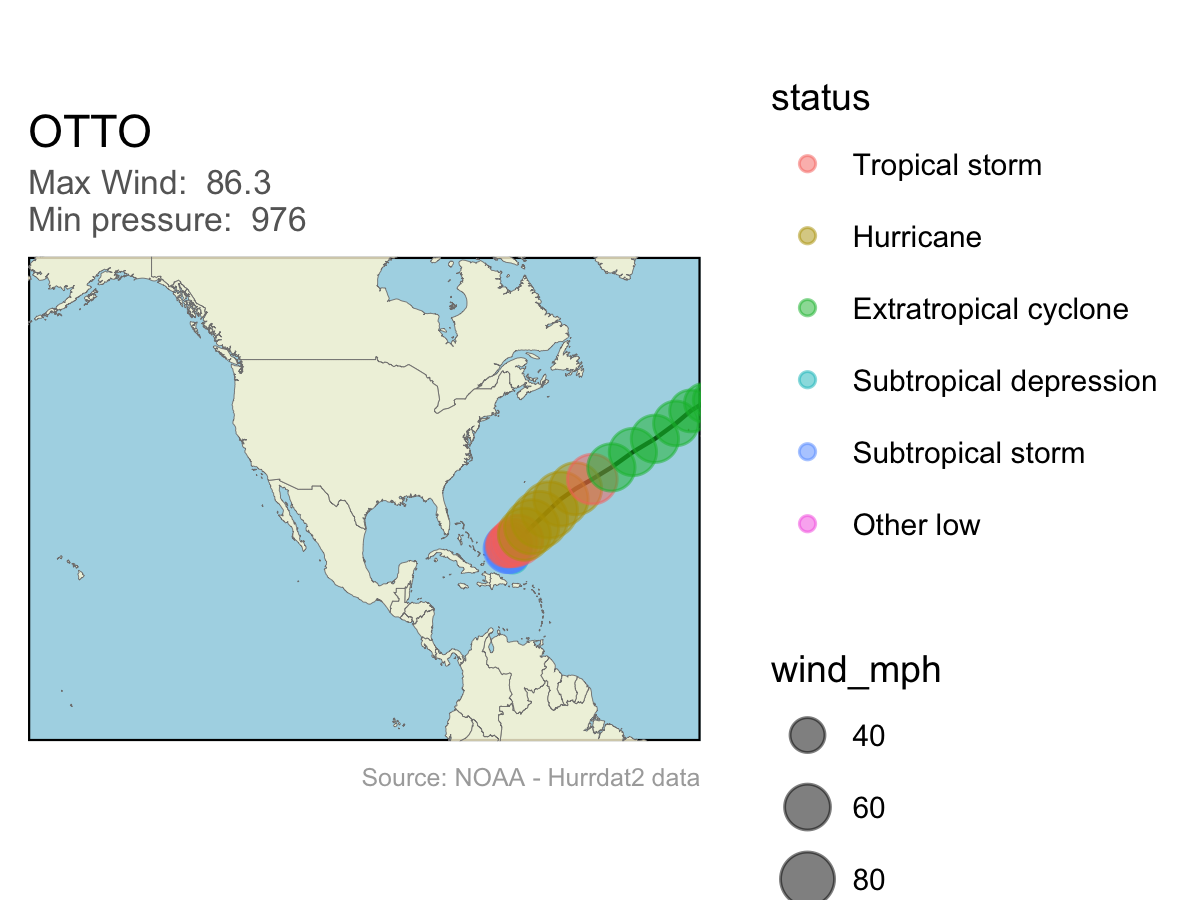 OTTO
Max Wind:  86.3
Min pressure:  976
Source: NOAA - Hurrdat2 data
status
Tropical storm
Hurricane
Extratropical cyclone
Subtropical depression
Subtropical storm
Other low
wind_mph
40
60
80